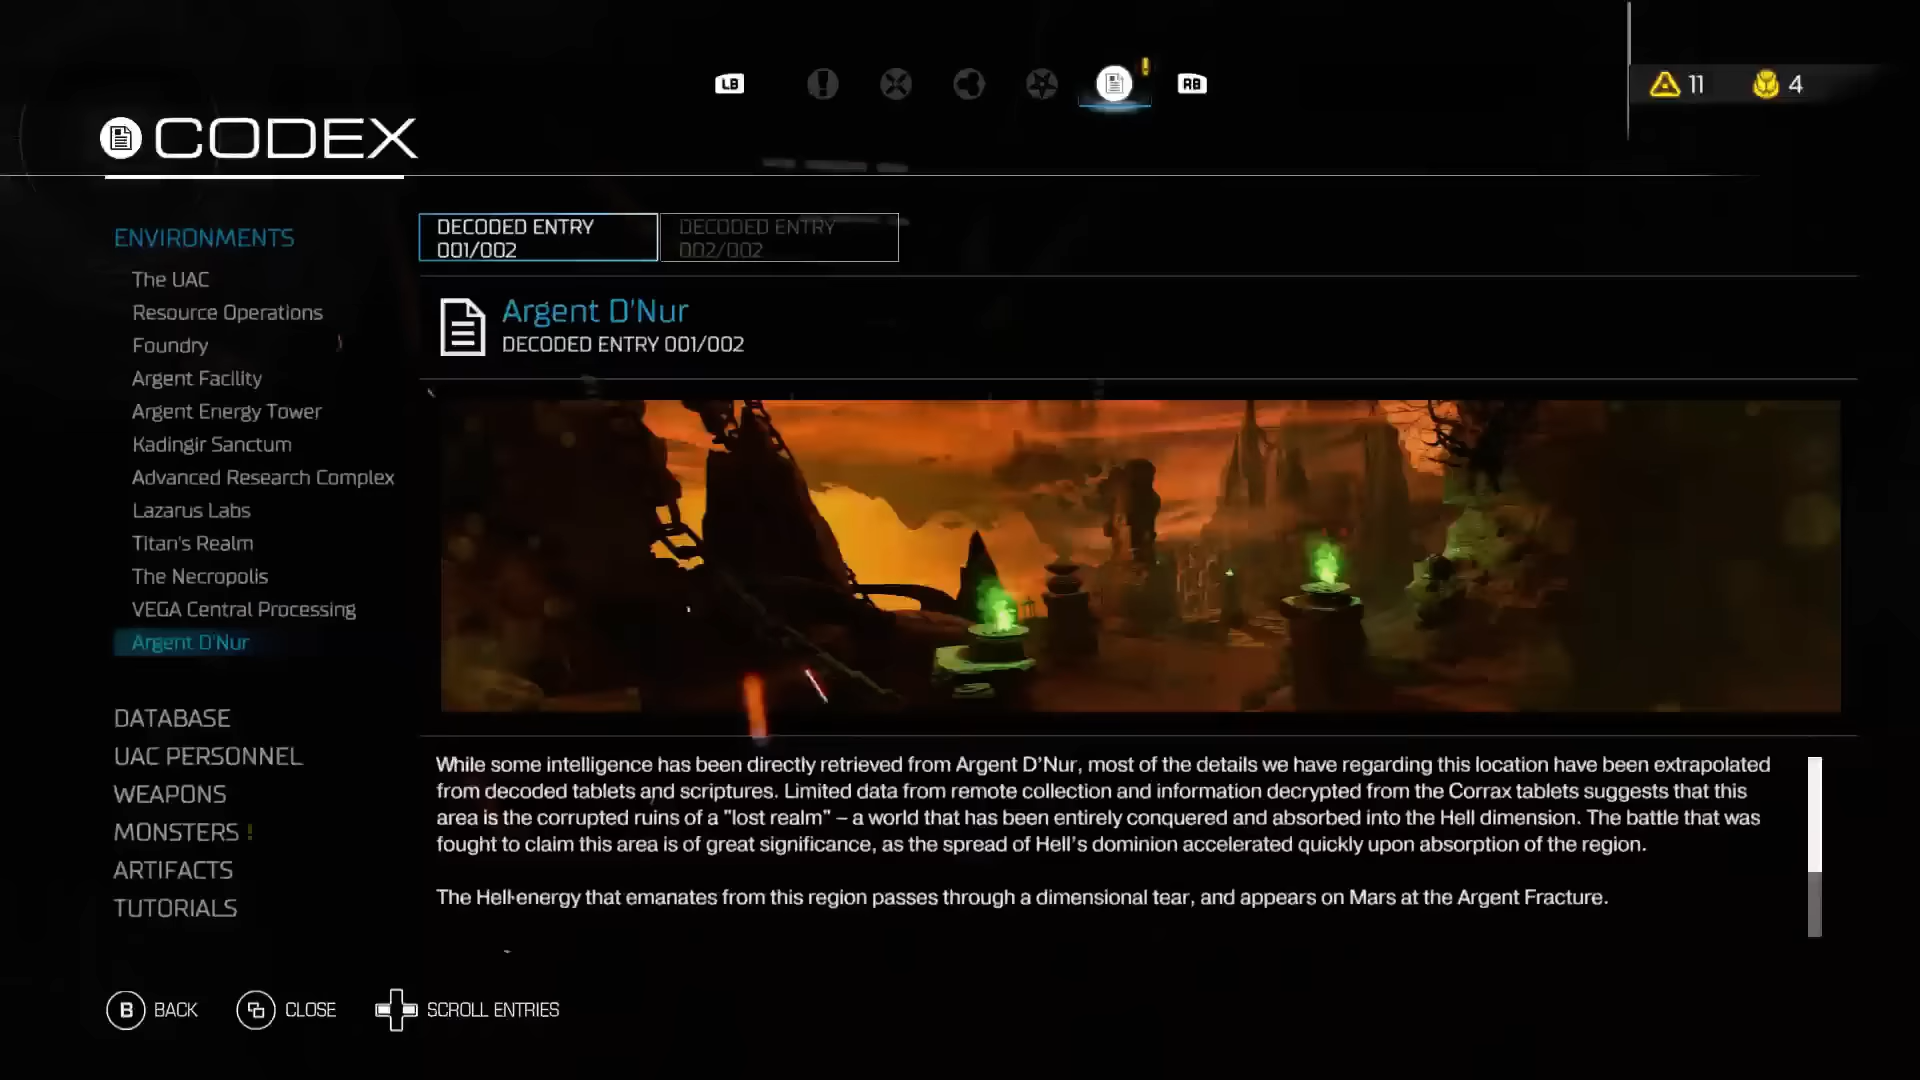 LB
RB
11
4
CODEX
ENVIRONMENTS
The UAC
Resource Operations
Foundry
Argent Facility
Argent Energy Tower
Kadingir Sanctum
Advanced Research Complex
Lazarus Labs
Titan's Realm
The Necropolis
VEGA Central Processing
Argent D'Nur
DATABASE
UAC PERSONNEL
WEAPONS
MONSTERS !
ARTIFACTS
TUTORIALS
DECODED ENTRY
001/002
DECODED ENTRY
002/002
Argent D'Nur
DECODED ENTRY 001/002
While some intelligence has been directly retrieved from Argent D'Nur, most of the details we have regarding this location have been extrapolated
from decoded tablets and scriptures. Limited data from remote collection and information decrypted from the Corrax tablets suggests that this
area is the corrupted ruins of a "lost realm" – a world that has been entirely conquered and absorbed into the Hell dimension. The battle that was
fought to claim this area is of great significance, as the spread of Hell's dominion accelerated quickly upon absorption of the region.
The Hell-energy that emanates from this region passes through a dimensional tear, and appears on Mars at the Argent Fracture.
B BACK
CLOSE
SCROLL ENTRIES